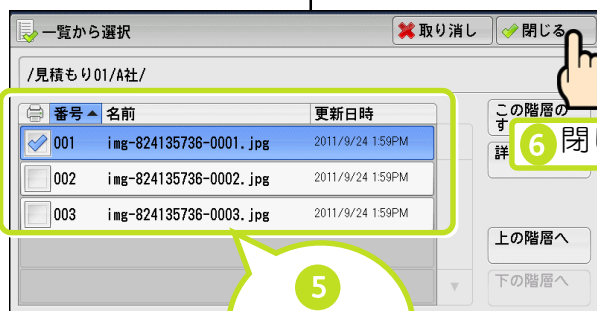 一覧から選択
取り消し
閉じる
/見積もり01/A社/
番号 名前 更新日時
001 img-824135736-0001.jpg 2011/9/24 1:59PM
002 img-824135736-0002.jpg 2011/9/24 1:59PM
003 img-824135736-0003.jpg 2011/9/24 1:59PM
この階層の
す
詳
6 閉じ
上の階層へ
下の階層へ
5